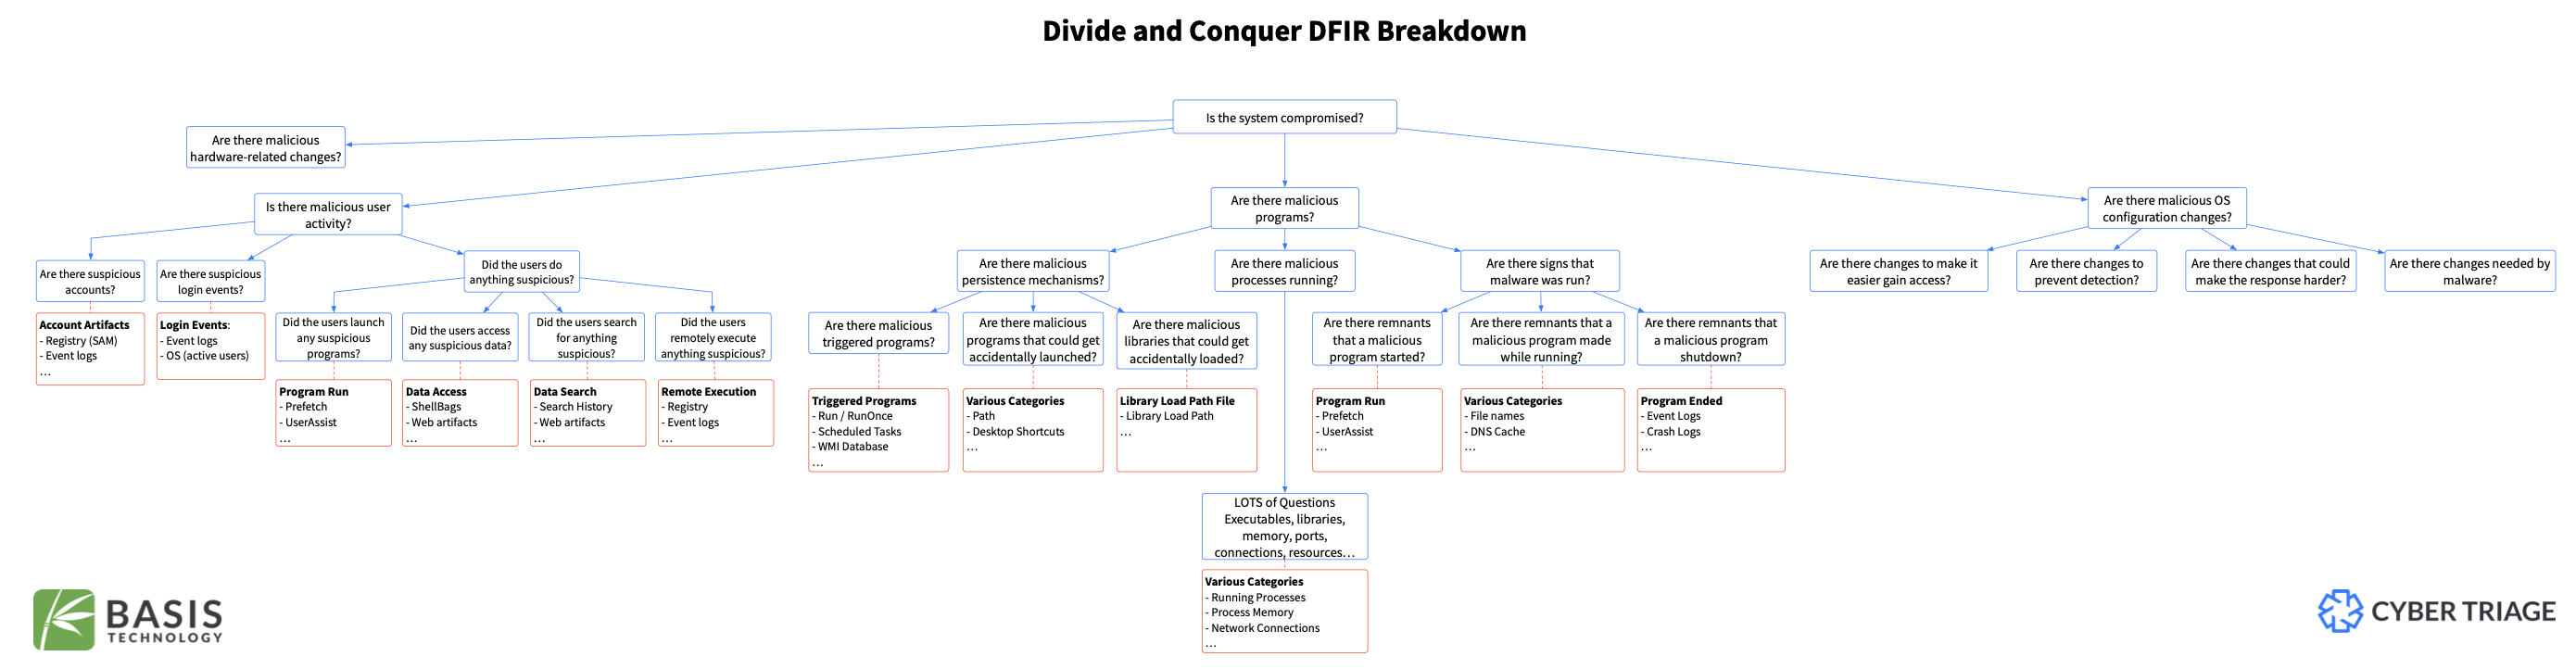 Divide and Conquer DFIR Breakdown
Is the system compromised?
Are there malicious
hardware-related changes?
Is there malicious user
activity?
Are there malicious
programs?
Are there malicious OS
configuration changes?
Are there suspicious
accounts?
Are there suspicious
login events?
Did the users do
anything suspicious?
Are there malicious
persistence mechanisms?
Are there malicious
processes running?
Are there signs that
malware was run?
Are there changes to make it
easier gain access?
Are there changes to
prevent detection?
Are there changes that could
make the response harder?
Are there changes needed by
malware?
Account Artifacts
- Registry (SAM)
- Event logs
...
Login Events:
- Event logs
- OS (active users)
Did the users launch
any suspicious
programs?
Did the users access
any suspicious data?
Did the users search
for anything
suspicious?
Did the users
remotely execute
anything suspicious?
Are there malicious
triggered programs?
Are there malicious
programs that could get
accidentally launched?
Are there malicious
libraries that could get
accidentally loaded?
Are there remnants
that a malicious
program started?
Are there remnants that a
malicious program made
while running?
Are there remnants that
a malicious program
shutdown?
Program Run
- Prefetch
- UserAssist
...
Data Access
- ShellBags
- Web artifacts
...
Data Search
- Search History
- Web artifacts
...
Remote Execution
- Registry
- Event logs
...
Triggered Programs
- Run / RunOnce
- Scheduled Tasks
- WMI Database
...
Various Categories
- Path
- Desktop Shortcuts
...
Library Load Path File
- Library Load Path
...
Program Run
- Prefetch
- UserAssist
...
Various Categories
- File names
- DNS Cache
...
Program Ended
- Event Logs
- Crash Logs
...
LOTS of Questions
Executables, libraries,
memory, ports,
connections, resources...
Various Categories
- Running Processes
- Process Memory
- Network Connections
...
BASIS
TECHNOLOGY
CYBER TRIAGE